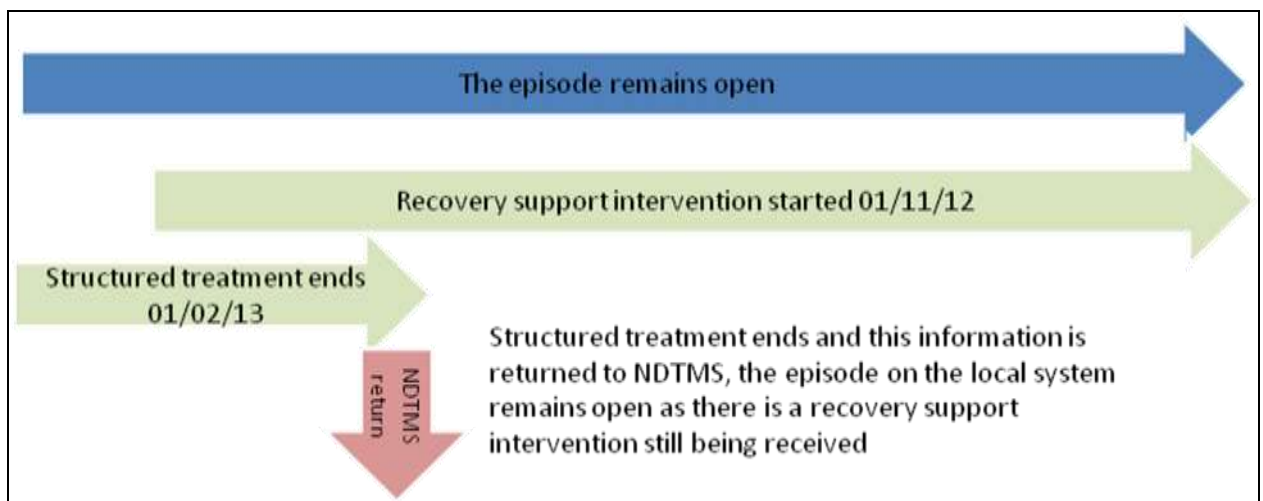 The episode remains open
Recovery support intervention started 01/11/12
Structured treatment ends
01/02/13
NDTMS
return
Structured treatment ends and this information is
returned to NDTMS, the episode on the local system
remains open as there is a recovery support
intervention still being received